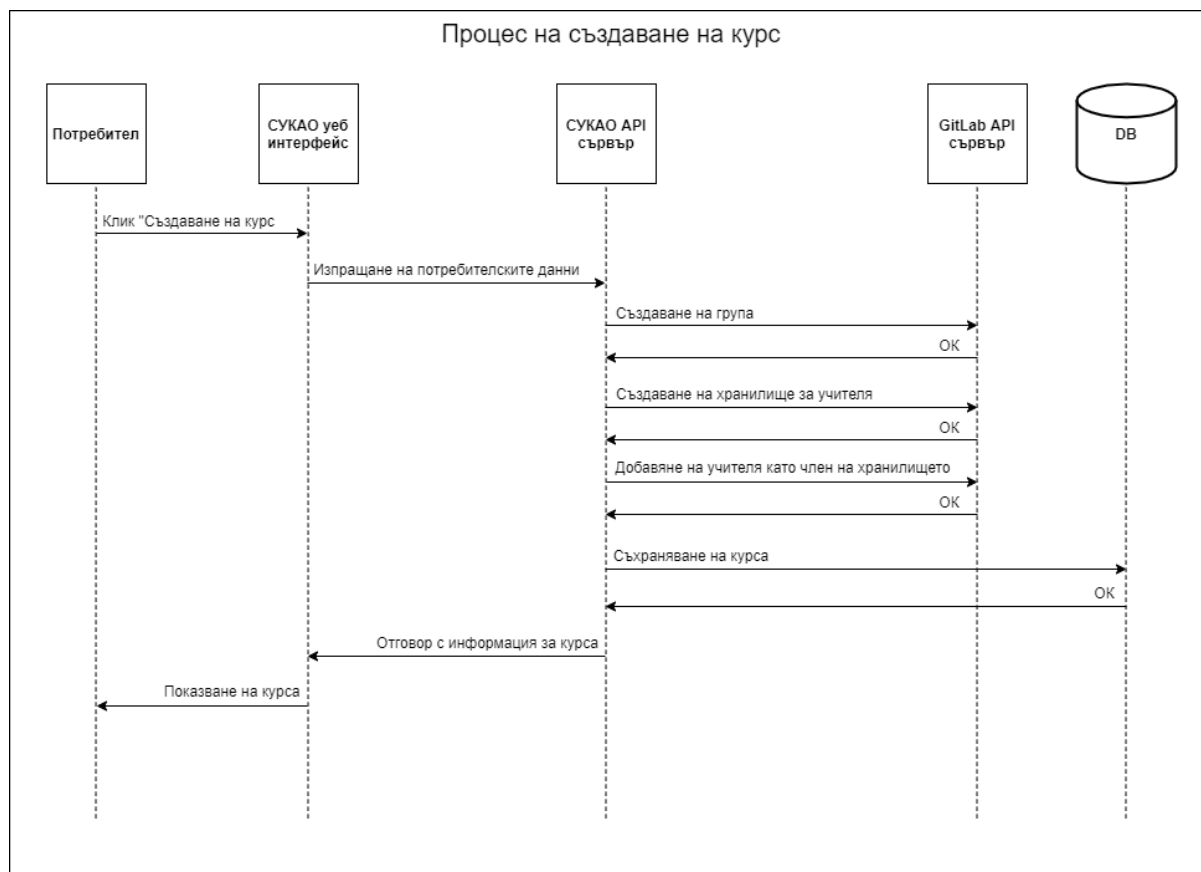 Процес на създаване на курс
Потребител
СУКАО уеб
интерфейс
СУКАО API
сървър
GitLab API
сървър
DB
Клик "Създаване на курс
Изпращане на потребителските данни
Създаване на група
ОК
Създаване на хранилище за учителя
ОК
Добавяне на учителя като член на хранилището
ОК
Съхраняване на курса
ОК
Отговор с информация за курса
Показване на курса